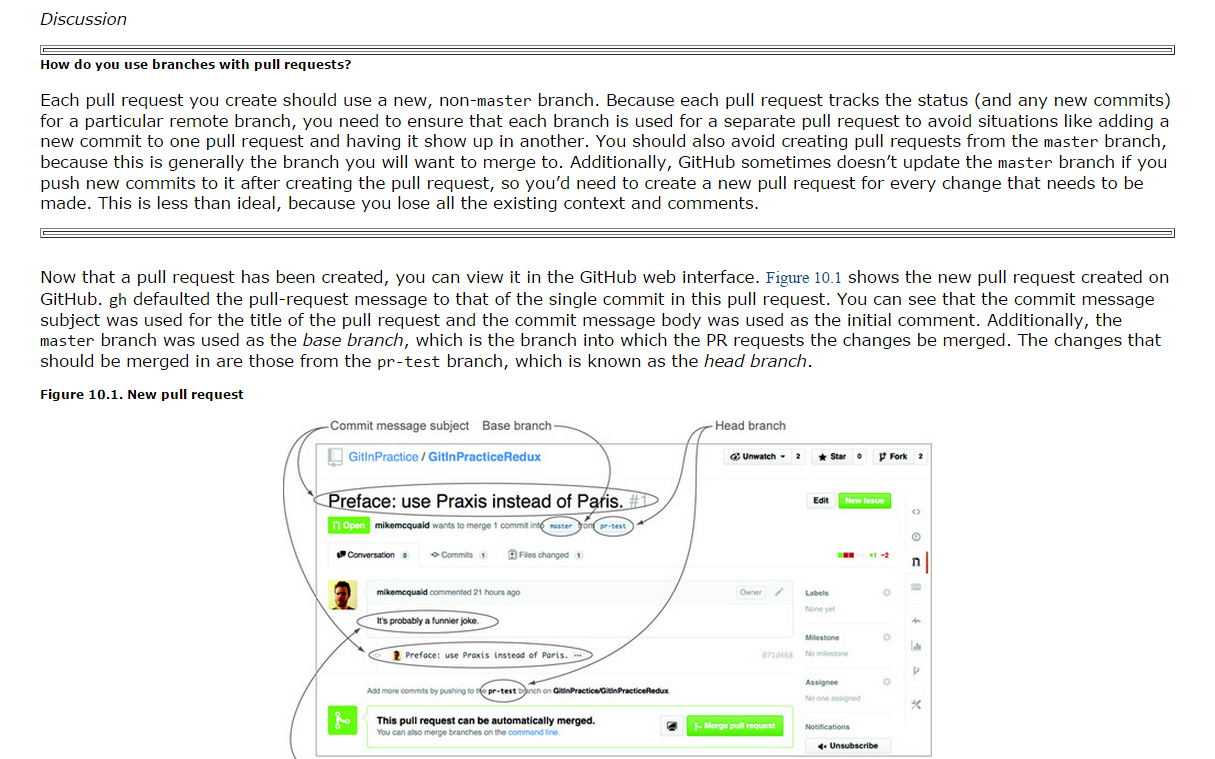 Discussion
How do you use branches with pull requests?
Each pull request you create should use a new, non-master branch. Because each pull request tracks the status (and any new commits)
for a particular remote branch, you need to ensure that each branch is used for a separate pull request to avoid situations like adding a
new commit to one pull request and having it show up in another. You should also avoid creating pull requests from the master branch,
because this is generally the branch you will want to merge to. Additionally, GitHub sometimes doesn’t update the master branch if you
push new commits to it after creating the pull request, so you’d need to create a new pull request for every change that needs to be
made. This is less than ideal, because you lose all the existing context and comments.
Now that a pull request has been created, you can view it in the GitHub web interface. Figure 10.1 shows the new pull request created on
GitHub. gh defaulted the pull-request message to that of the single commit in this pull request. You can see that the commit message
subject was used for the title of the pull request and the commit message body was used as the initial comment. Additionally, the
master branch was used as the base branch, which is the branch into which the PR requests the changes be merged. The changes that
should be merged in are those from the pr-test branch, which is known as the head branch.
Figure 10.1. New pull request
Commit message subject Base branch Head branch
GitInPractice / GitInPracticeRedux Unwatch 2 Star 0 Fork 2
Preface: use Praxis instead of Paris. #1 Edit New issue
Open mikemcquaid wants to merge 1 commit into master from pr-test
Conversation 0 Commits 1 Files changed 1 +1 −2
mikemcquaid commented 21 hours ago Owner Labels
None yet
It's probably a funnier joke.
Milestone
Preface: use Praxis instead of Paris. ... 071d468 No milestone
Assignee
Add more commits by pushing to the pr-test branch on GitInPractice/GitInPracticeRedux. No one assigned
This pull request can be automatically merged. Merge pull request Notifications
You can also merge branches on the command line.
Unsubscribe